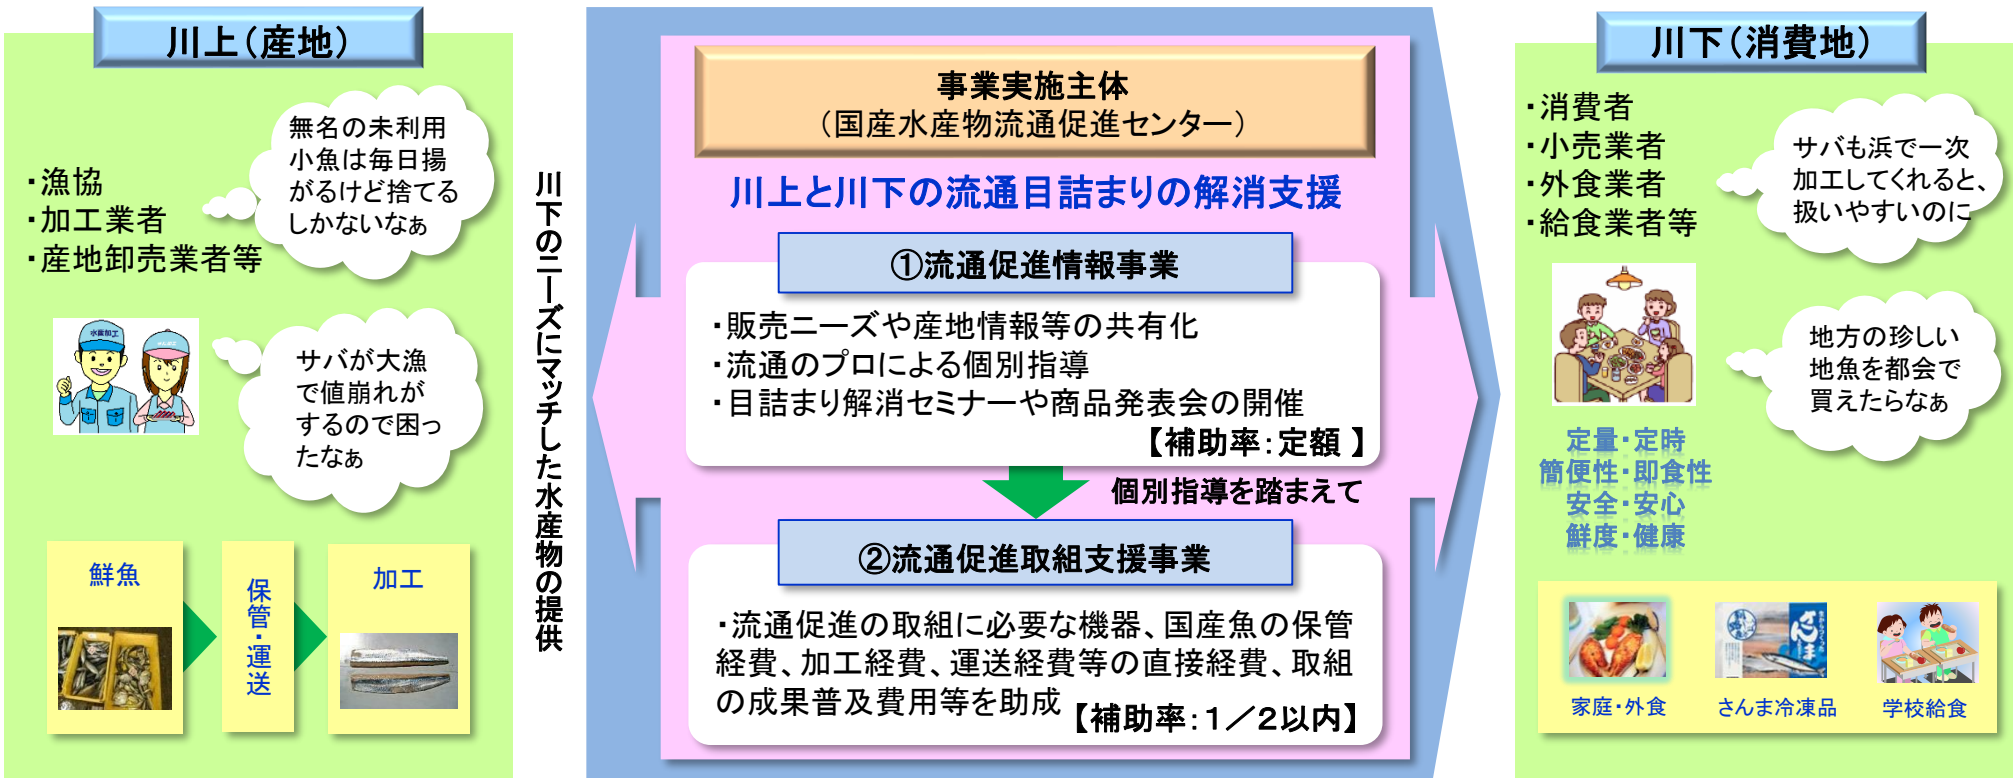 川上(産地)
無名の未利用
小魚は毎日揚
がるけど捨てる
しかないなぁ
・漁協
・加工業者
・産地卸売業者等
水産加工
サバが大漁
で値崩れが
するので困っ
たなぁ
鮮魚
保管・運送
加工
川下のニーズにマッチした水産物の提供
事業実施主体
(国産水産物流通促進センター)
川上と川下の流通目詰まりの解消支援
①流通促進情報事業
・販売ニーズや産地情報等の共有化
・流通のプロによる個別指導
・目詰まり解消セミナーや商品発表会の開催
【補助率:定額 】
個別指導を踏まえて
②流通促進取組支援事業
・流通促進の取組に必要な機器、国産魚の保管
経費、加工経費、運送経費等の直接経費、取組
の成果普及費用等を助成
【補助率:1/2以内】
川下(消費地)
・消費者
・小売業者
・外食業者
・給食業者等
サバも浜で一次
加工してくれると、
扱いやすいのに
地方の珍しい
地魚を都会で
買えたらなぁ
定量・定時
簡便性・即食性
安全・安心
鮮度・健康
さんま
家庭・外食
さんま冷凍品
学校給食